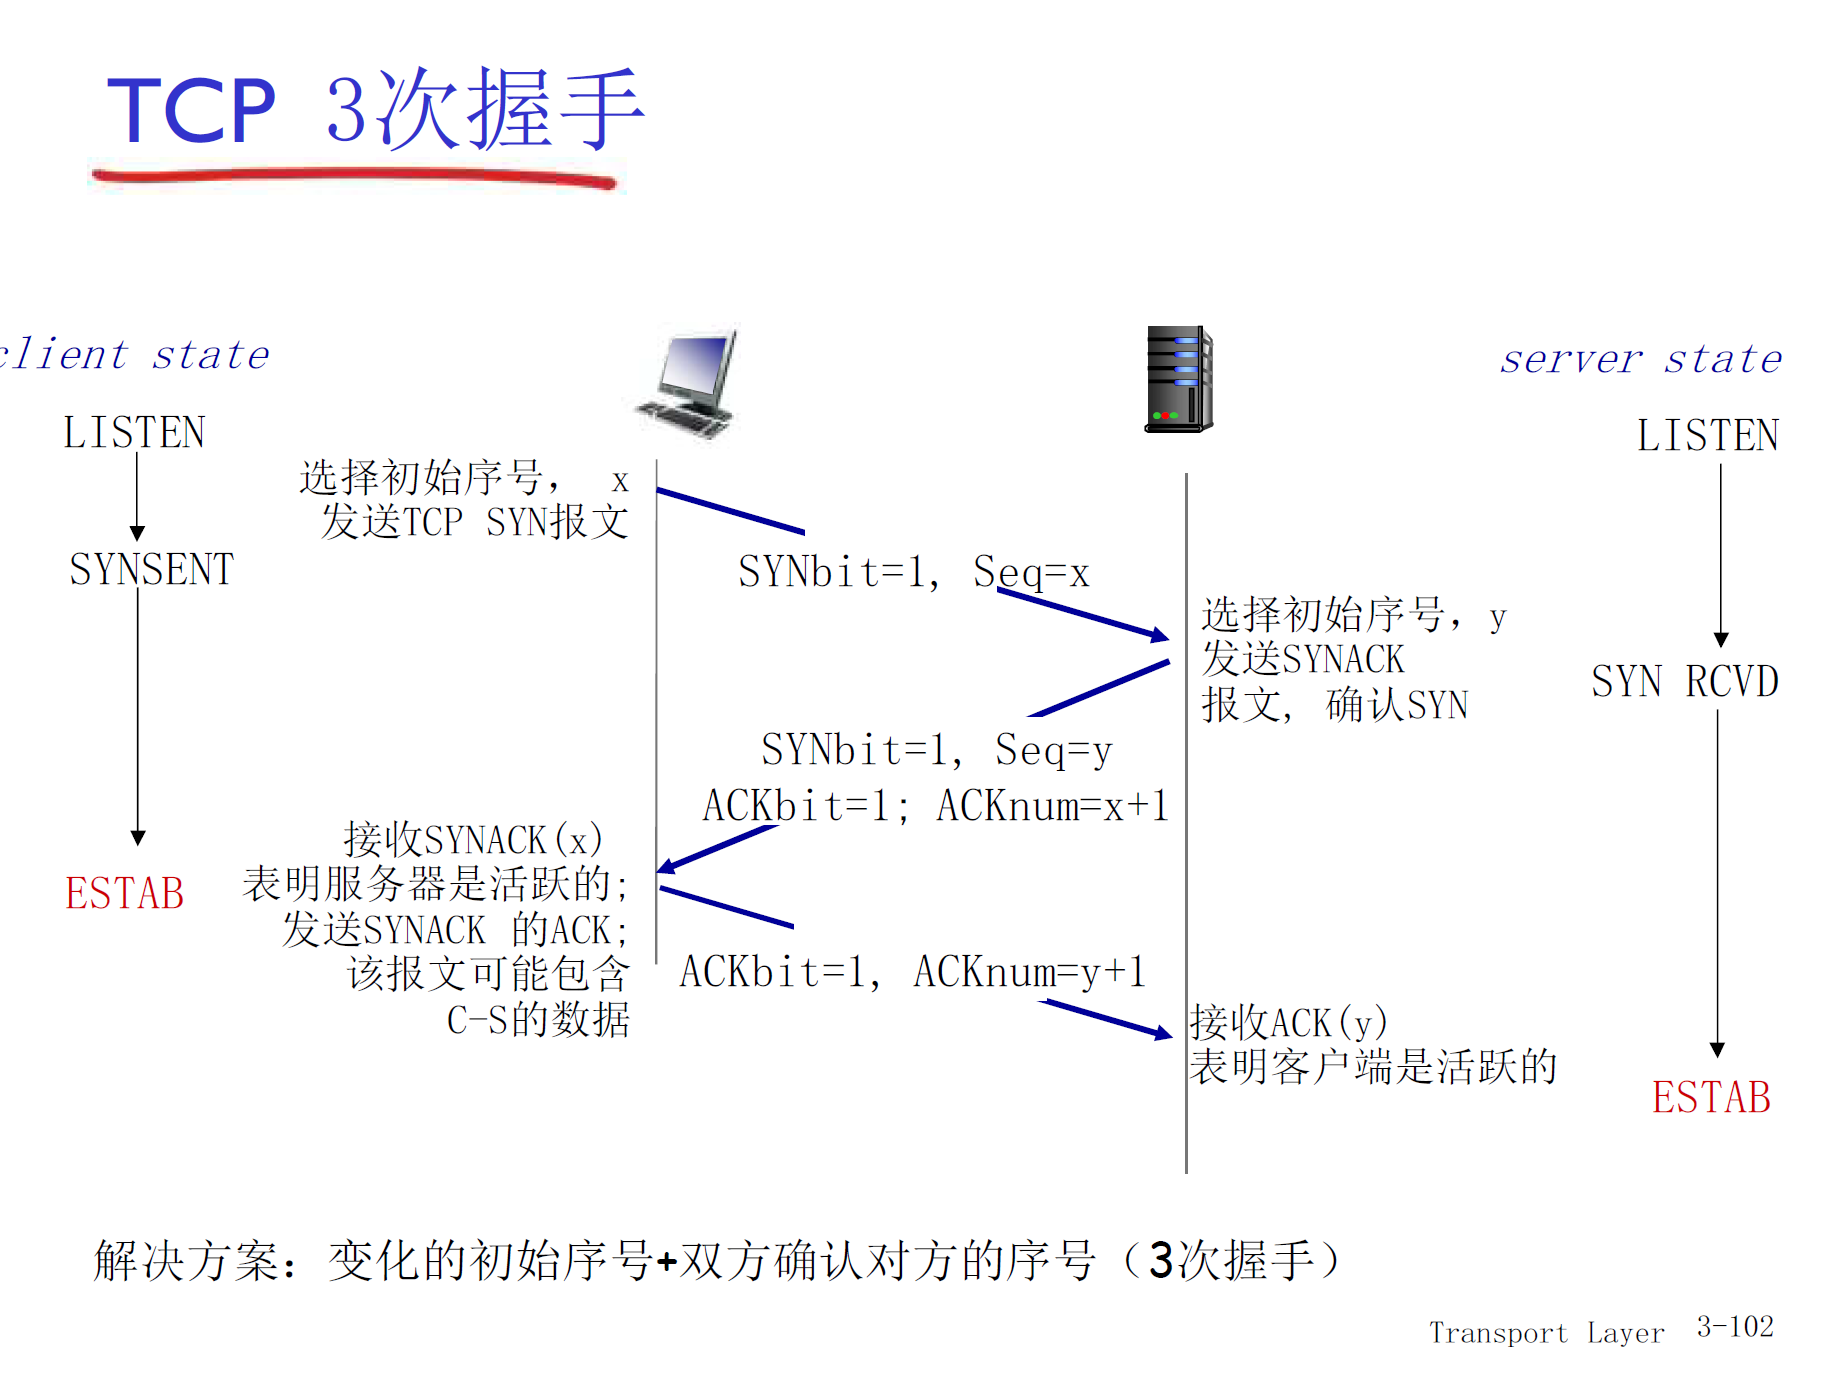 TCP 3次握手
client state
server state
LISTEN
LISTEN
选择初始序号， x
发送TCP SYN报文
SYNSENT
SYNbit=1, Seq=x
选择初始序号，y
发送SYNACK
报文, 确认SYN
SYN RCVD
SYNbit=1, Seq=y
ACKbit=1; ACKnum=x+1
接收SYNACK(x)
表明服务器是活跃的;
发送SYNACK 的ACK;
该报文可能包含
C-S的数据
ESTAB
ACKbit=1, ACKnum=y+1
接收ACK(y)
表明客户端是活跃的
ESTAB
解决方案：变化的初始序号+双方确认对方的序号（3次握手）
Transport Layer 3-102